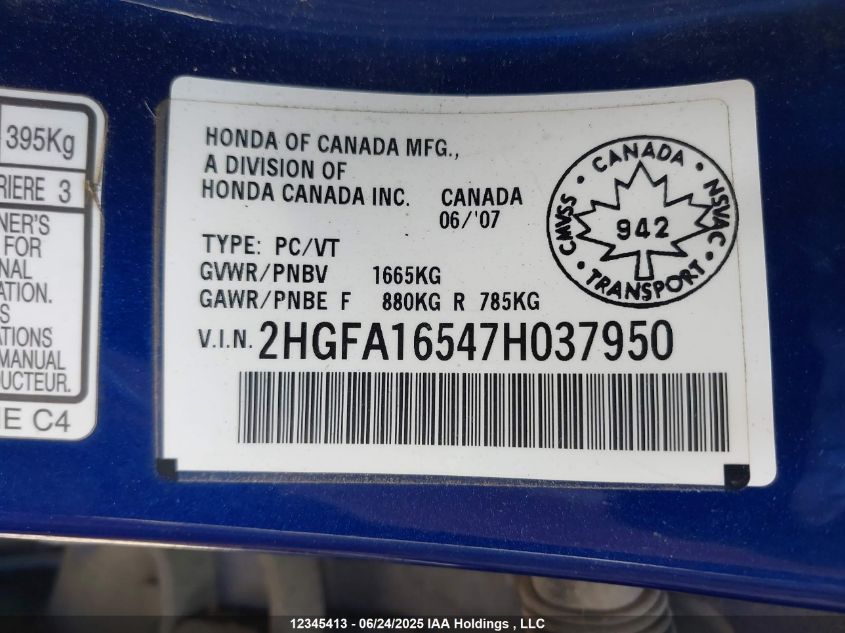 395Kg
RIERE 3
NER'S
FOR
NAL
ATION.
S
ATIONS
MANUAL
DUCTEUR.
IE C4
HONDA OF CANADA MFG.,
A DIVISION OF
HONDA CANADA INC. CANADA
06/'07
TYPE: PC/VT
GVWR/PNBV 1665KG
GAWR/PNBE F 880KG R 785KG
V.I.N. 2HGFA16547H037950
CANADA
CMVSS
NSVAC
942
TRANSPORT
12345413 - 06/24/2025 IAA Holdings , LLC